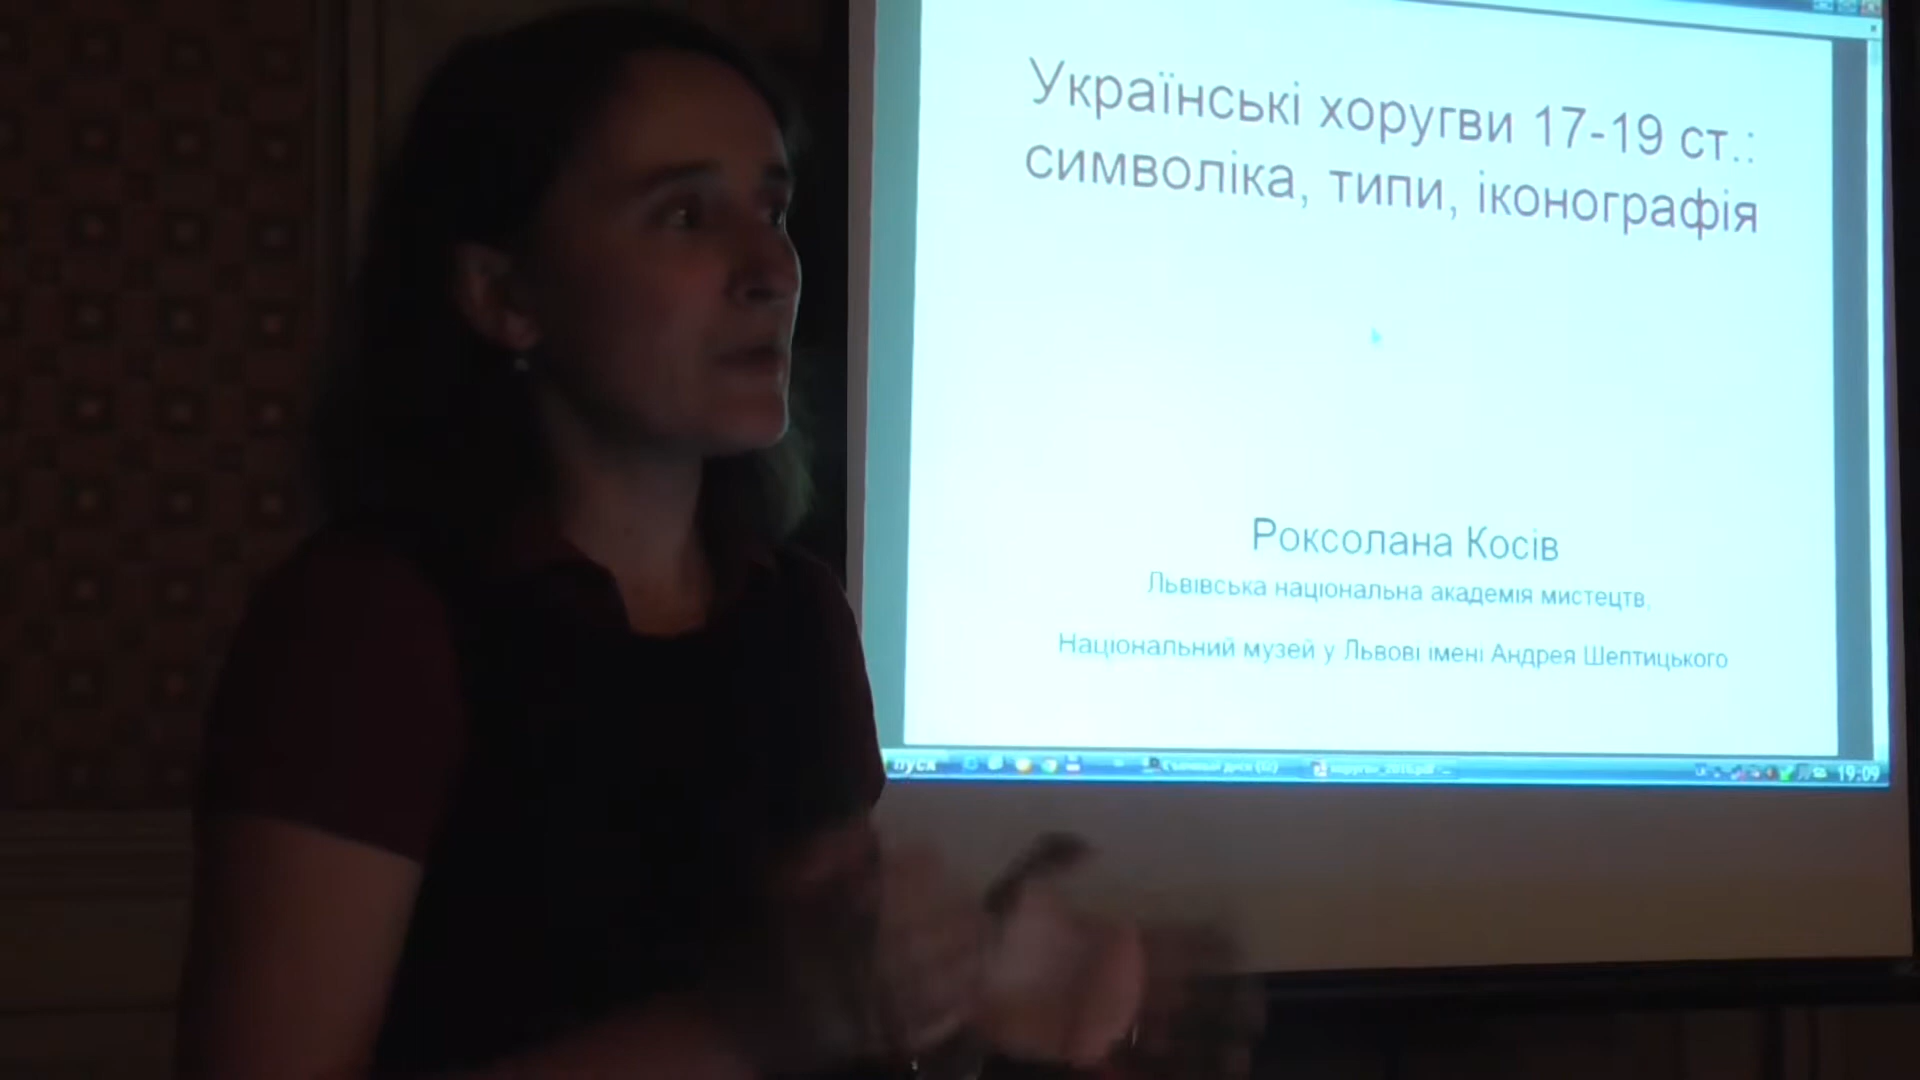 Українські хоругви 17-19 ст.:
символіка, типи, іконографія
Роксолана Косів
Львівська національна академія мистецтв,
Національний музей у Львові імені Андрея Шептицького
пуск
19:09